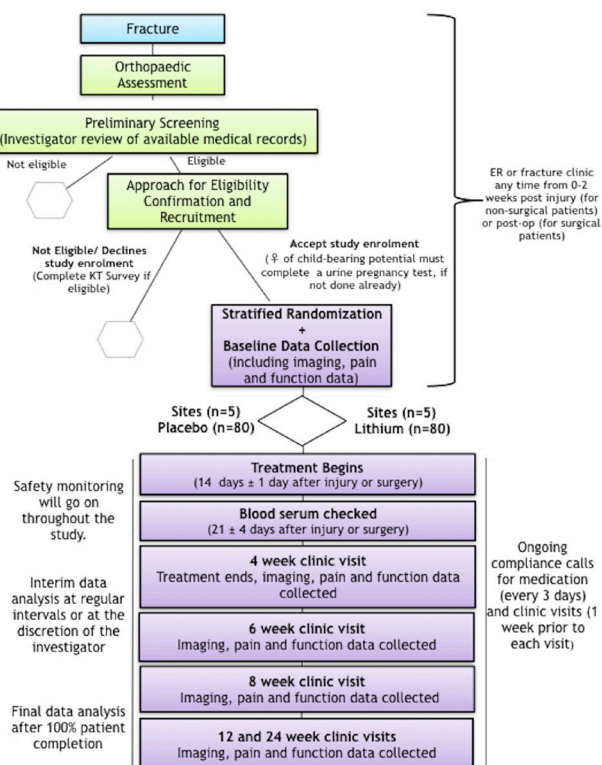 Fracture
Orthopaedic
Assessment
Preliminary Screening
(Investigator review of available medical records)
Not eligible
Eligible
Approach for Eligibility
Confirmation and
Recruitment
ER or fracture clinic
any time from 0-2
weeks post injury (for
non-surgical patients)
or post-op (for surgical
patients)
Not Eligible/ Declines
study enrolment
(Complete KT Survey if
eligible)
Accept study enrolment
(♀ of child-bearing potential must
complete a urine pregnancy test, if
not done already)
Stratified Randomization
+
Baseline Data Collection
(including imaging, pain
and function data)
Sites (n=5)
Placebo (n=80)
Sites (n=5)
Lithium (n=80)
Treatment Begins
(14 days ± 1 day after injury or surgery)
Blood serum checked
(21 ± 4 days after injury or surgery)
4 week clinic visit
Treatment ends, imaging, pain and function data
collected
6 week clinic visit
Imaging, pain and function data collected
8 week clinic visit
Imaging, pain and function data collected
12 and 24 week clinic visits
Imaging, pain and function data collected
Safety monitoring
will go on
throughout the
study.
Interim data
analysis at regular
intervals or at the
discretion of the
investigator
Final data analysis
after 100% patient
completion
Ongoing
compliance calls
for medication
(every 3 days)
and clinic visits (1
week prior to
each visit)